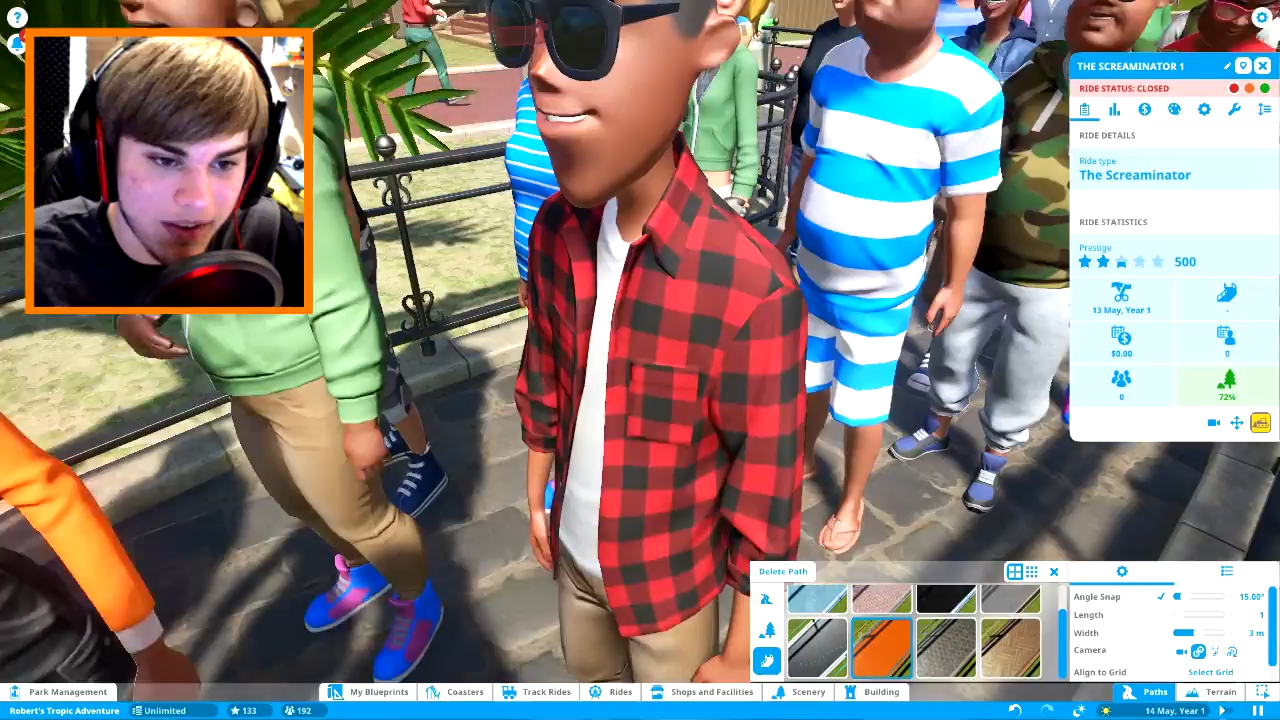 ?
THE SCREAMINATOR 1
RIDE STATUS: CLOSED
RIDE DETAILS
Ride type
The Screaminator
RIDE STATISTICS
Prestige
500
13 May, Year 1
-
$0.00
0
0
72%
Delete Path
Angle Snap 15.00°
Length 1
Width 3 m
Camera
Align to Grid Select Grid
Park Management My Blueprints Coasters Track Rides Rides Shops and Facilities Scenery Building Paths Terrain
Robert's Tropic Adventure Unlimited 133 192 14 May, Year 1